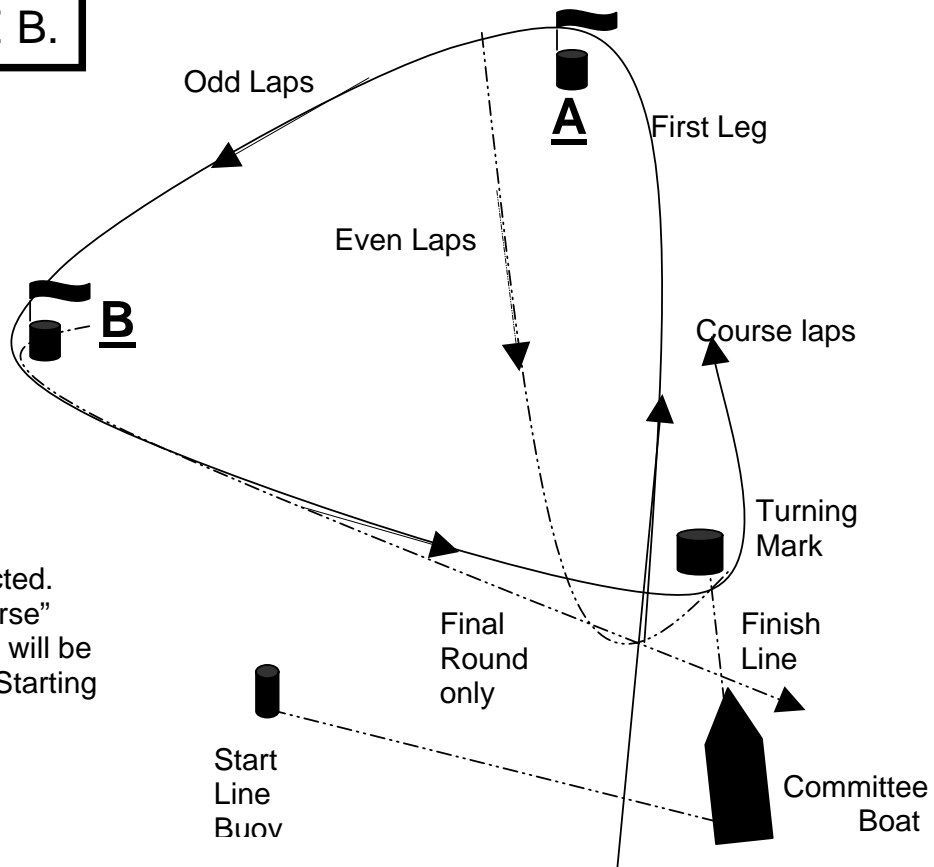 B.
Odd Laps
A
First Leg
Even Laps
B
Course laps
Turning
Mark
cted.
rse”
will be
Starting
Final
Round
only
Finish
Line
Start
Line
Buoy
Committee
Boat